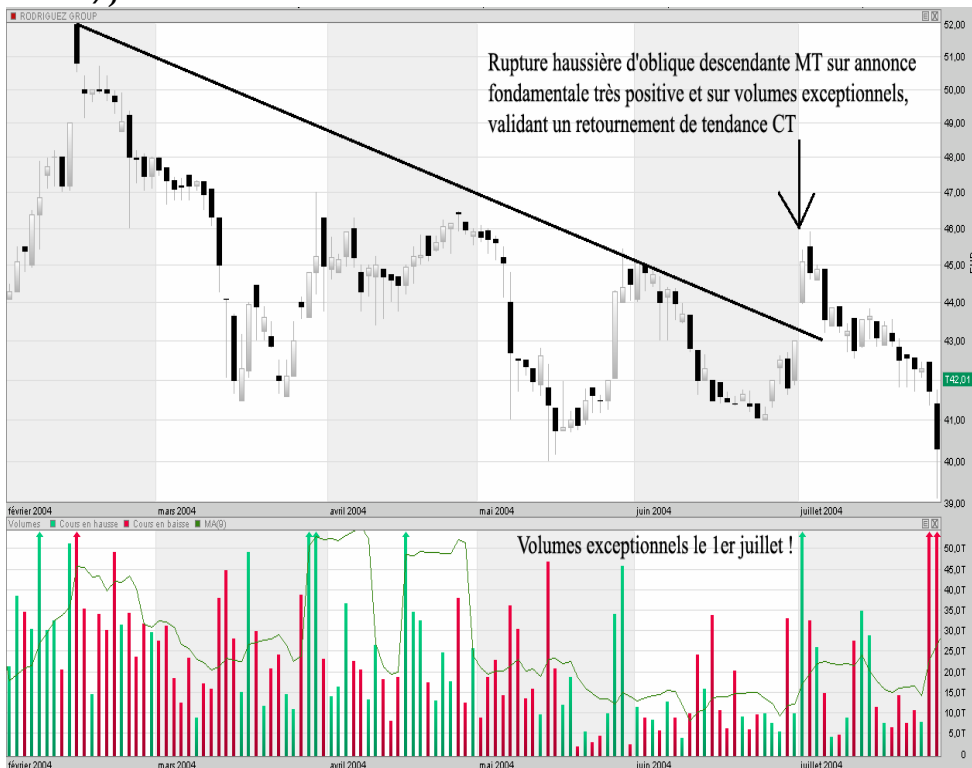 RODRIGUEZ GROUP
Rupture haussière d'oblique descendante MT sur annonce
fondamentale très positive et sur volumes exceptionnels,
validant un retournement de tendance CT
52,00
51,00
50,00
49,00
48,00
47,00
46,00
45,00
44,00
43,00
T42,01
41,00
40,00
39,00
EUR
février 2004
mars 2004
avril 2004
mai 2004
juin 2004
juillet 2004
Volumes
Cours en hausse
Cours en baisse
MA(9)
Volumes exceptionnels le 1er juillet !
50,0T
45,0T
40,0T
35,0T
30,0T
25,0T
20,0T
15,0T
10,0T
5,0T
0
février 2004
mars 2004
avril 2004
mai 2004
juin 2004
juillet 2004